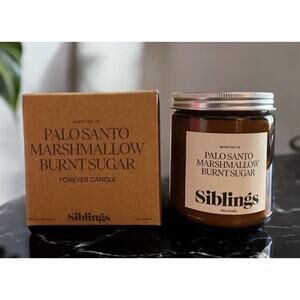 PALO SANTO
MARSHMALLOW
BURNT SUGAR
FOREVER CANDLE
Siblings
PALO SANTO
MARSHMALLOW
BURNT SUGAR
Siblings